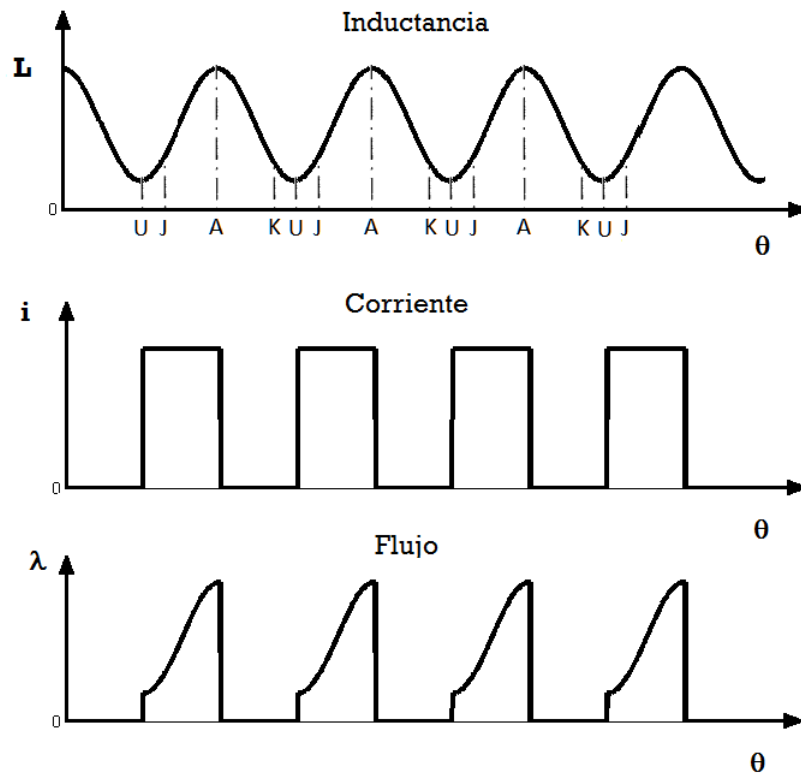 Inductancia
L
0
U J A K U J A K U J A K U J
θ
Corriente
i
0
θ
Flujo
λ
0
θ